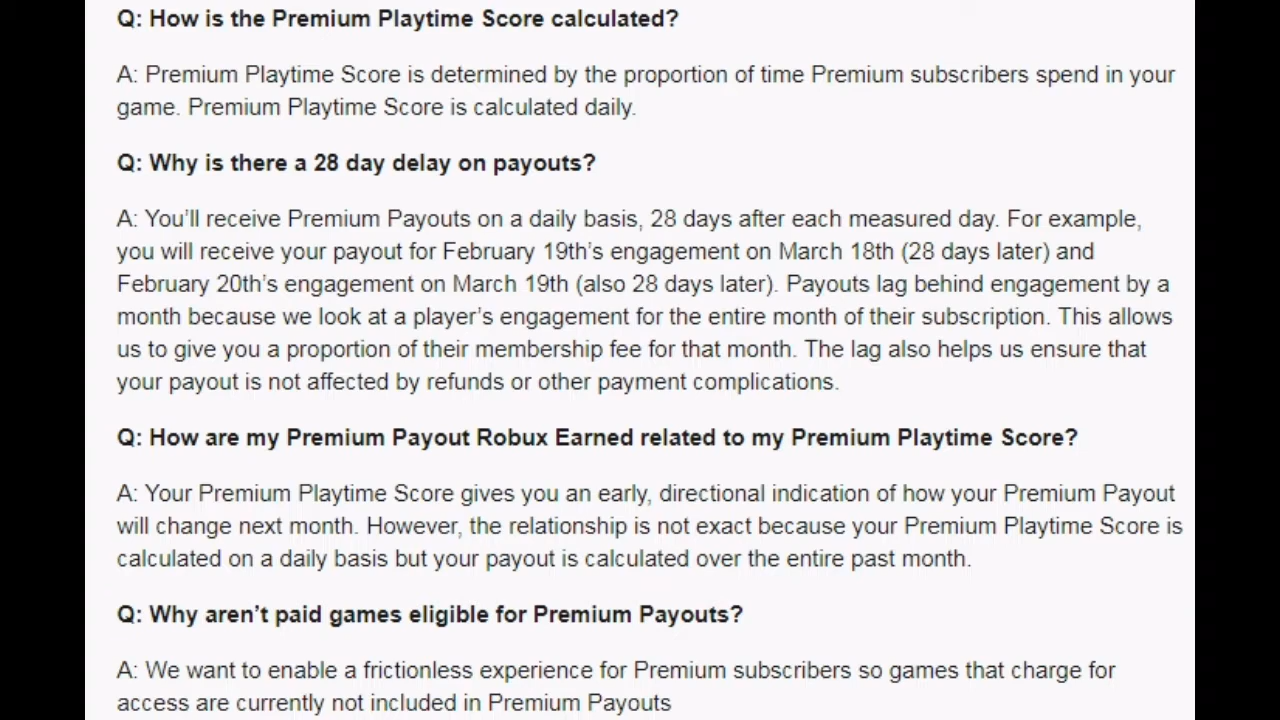 Q: How is the Premium Playtime Score calculated?
A: Premium Playtime Score is determined by the proportion of time Premium subscribers spend in your
game. Premium Playtime Score is calculated daily.
Q: Why is there a 28 day delay on payouts?
A: You’ll receive Premium Payouts on a daily basis, 28 days after each measured day. For example,
you will receive your payout for February 19th’s engagement on March 18th (28 days later) and
February 20th’s engagement on March 19th (also 28 days later). Payouts lag behind engagement by a
month because we look at a player’s engagement for the entire month of their subscription. This allows
us to give you a proportion of their membership fee for that month. The lag also helps us ensure that
your payout is not affected by refunds or other payment complications.
Q: How are my Premium Payout Robux Earned related to my Premium Playtime Score?
A: Your Premium Playtime Score gives you an early, directional indication of how your Premium Payout
will change next month. However, the relationship is not exact because your Premium Playtime Score is
calculated on a daily basis but your payout is calculated over the entire past month.
Q: Why aren’t paid games eligible for Premium Payouts?
A: We want to enable a frictionless experience for Premium subscribers so games that charge for
access are currently not included in Premium Payouts